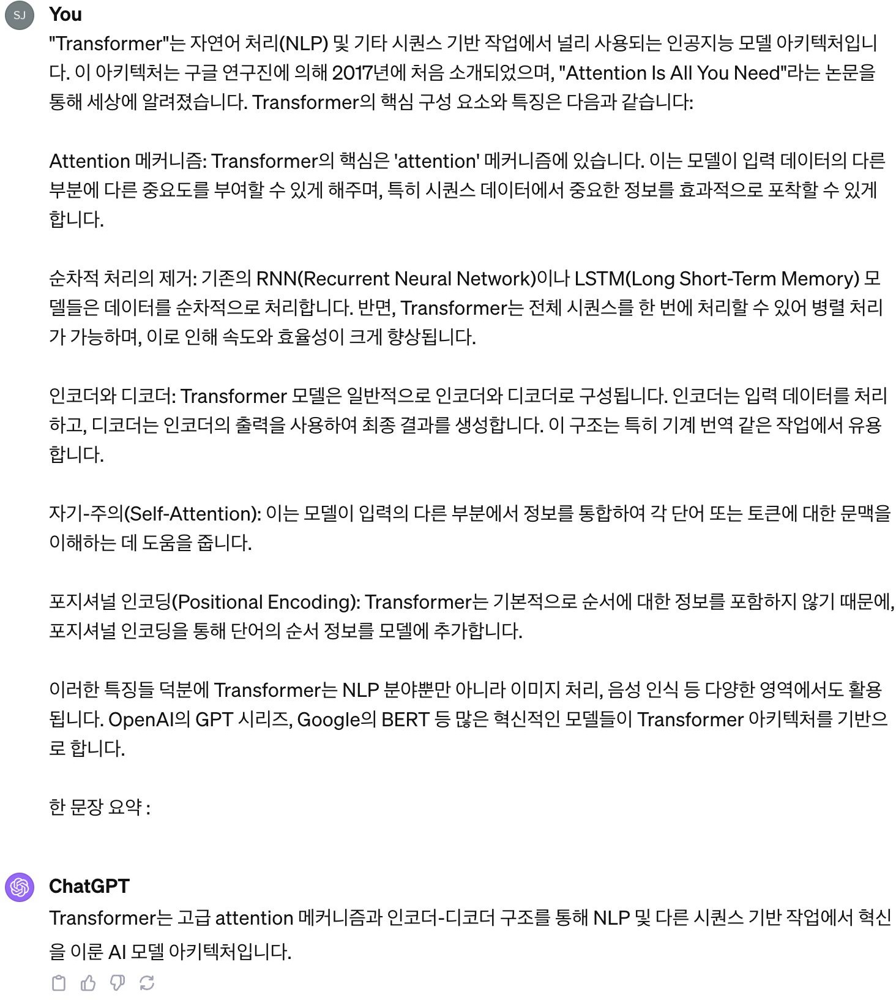 SJ
You
"Transformer"는 자연어 처리(NLP) 및 기타 시퀀스 기반 작업에서 널리 사용되는 인공지능 모델 아키텍처입니
다. 이 아키텍처는 구글 연구진에 의해 2017년에 처음 소개되었으며, "Attention Is All You Need"라는 논문을
통해 세상에 알려졌습니다. Transformer의 핵심 구성 요소와 특징은 다음과 같습니다:
Attention 메커니즘: Transformer의 핵심은 'attention' 메커니즘에 있습니다. 이는 모델이 입력 데이터의 다른
부분에 다른 중요도를 부여할 수 있게 해주며, 특히 시퀀스 데이터에서 중요한 정보를 효과적으로 포착할 수 있게
합니다.
순차적 처리의 제거: 기존의 RNN(Recurrent Neural Network)이나 LSTM(Long Short-Term Memory) 모
델들은 데이터를 순차적으로 처리합니다. 반면, Transformer는 전체 시퀀스를 한 번에 처리할 수 있어 병렬 처리
가 가능하며, 이로 인해 속도와 효율성이 크게 향상됩니다.
인코더와 디코더: Transformer 모델은 일반적으로 인코더와 디코더로 구성됩니다. 인코더는 입력 데이터를 처리
하고, 디코더는 인코더의 출력을 사용하여 최종 결과를 생성합니다. 이 구조는 특히 기계 번역 같은 작업에서 유용
합니다.
자기-주의(Self-Attention): 이는 모델이 입력의 다른 부분에서 정보를 통합하여 각 단어 또는 토큰에 대한 문맥을
이해하는 데 도움을 줍니다.
포지셔널 인코딩(Positional Encoding): Transformer는 기본적으로 순서에 대한 정보를 포함하지 않기 때문에,
포지셔널 인코딩을 통해 단어의 순서 정보를 모델에 추가합니다.
이러한 특징들 덕분에 Transformer는 NLP 분야뿐만 아니라 이미지 처리, 음성 인식 등 다양한 영역에서도 활용
됩니다. OpenAI의 GPT 시리즈, Google의 BERT 등 많은 혁신적인 모델들이 Transformer 아키텍처를 기반으
로 합니다.
한 문장 요약 :
ChatGPT
Transformer는 고급 attention 메커니즘과 인코더-디코더 구조를 통해 NLP 및 다른 시퀀스 기반 작업에서 혁신
을 이룬 AI 모델 아키텍처입니다.